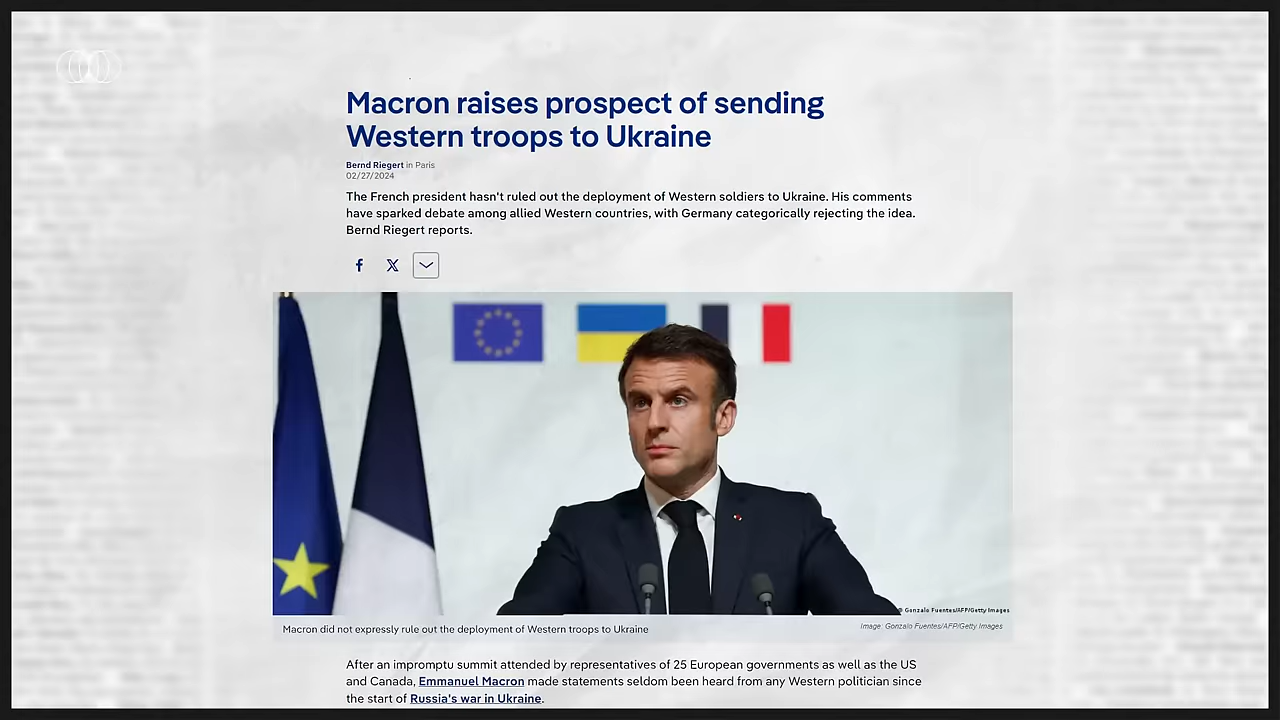 Macron raises prospect of sending
Western troops to Ukraine
Bernd Riegert in Paris
02/27/2024
The French president hasn't ruled out the deployment of Western soldiers to Ukraine. His comments
have sparked debate among allied Western countries, with Germany categorically rejecting the idea.
Bernd Riegert reports.
© Gonzalo Fuentes/AFP/Getty Images
Macron did not expressly rule out the deployment of Western troops to Ukraine
Image: Gonzalo Fuentes/AFP/Getty Images
After an impromptu summit attended by representatives of 25 European governments as well as the US
and Canada, Emmanuel Macron made statements seldom been heard from any Western politician since
the start of Russia's war in Ukraine.